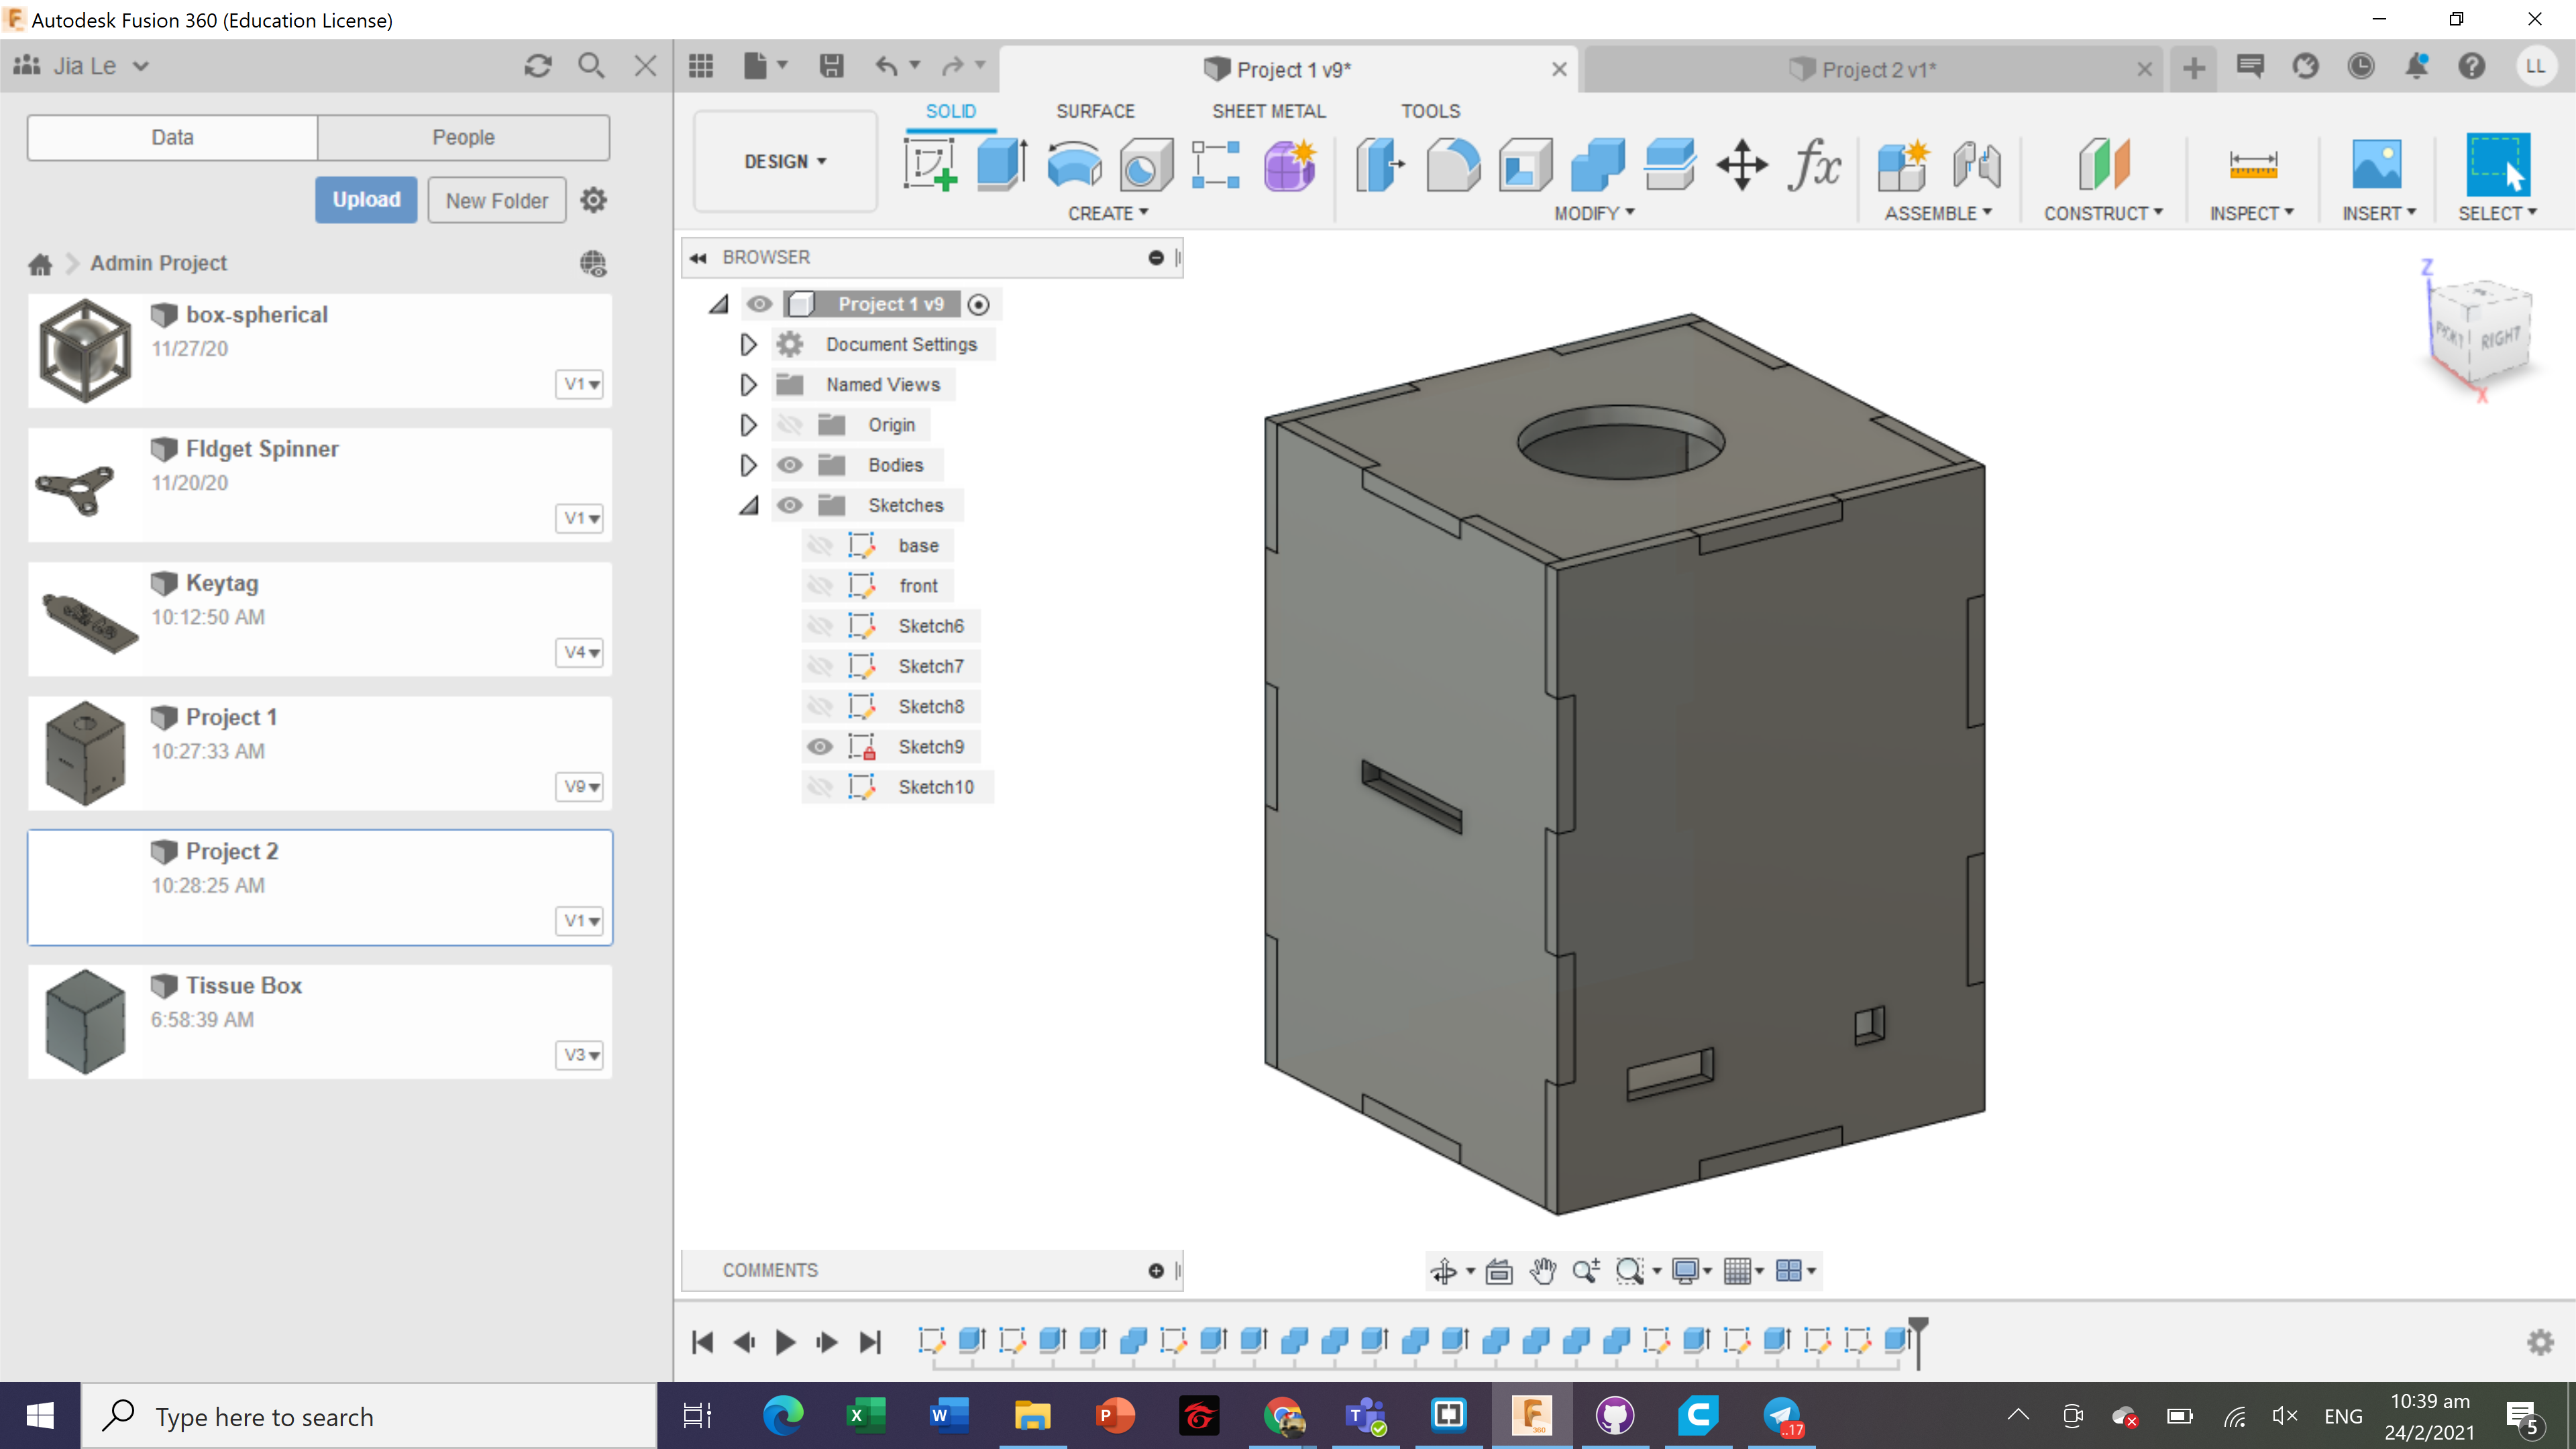 Autodesk Fusion 360 (Education License)
Jia Le
Project 1 v9*
Project 2 v1*
LL
Data
People
Upload
New Folder
Admin Project
box-spherical
11/27/20
V1
FIdget Spinner
11/20/20
V1
Keytag
10:12:50 AM
V4
Project 1
10:27:33 AM
V9
Project 2
10:28:25 AM
V1
Tissue Box
6:58:39 AM
V3
DESIGN
SOLID
SURFACE
SHEET METAL
TOOLS
CREATE
MODIFY
ASSEMBLE
CONSTRUCT
INSPECT
INSERT
SELECT
fx
BROWSER
Project 1 v9
Document Settings
Named Views
Origin
Bodies
Sketches
base
front
Sketch6
Sketch7
Sketch8
Sketch9
Sketch10
Z
FRONT
RIGHT
X
COMMENTS
Type here to search
..17
ENG
10:39 am
24/2/2021
5